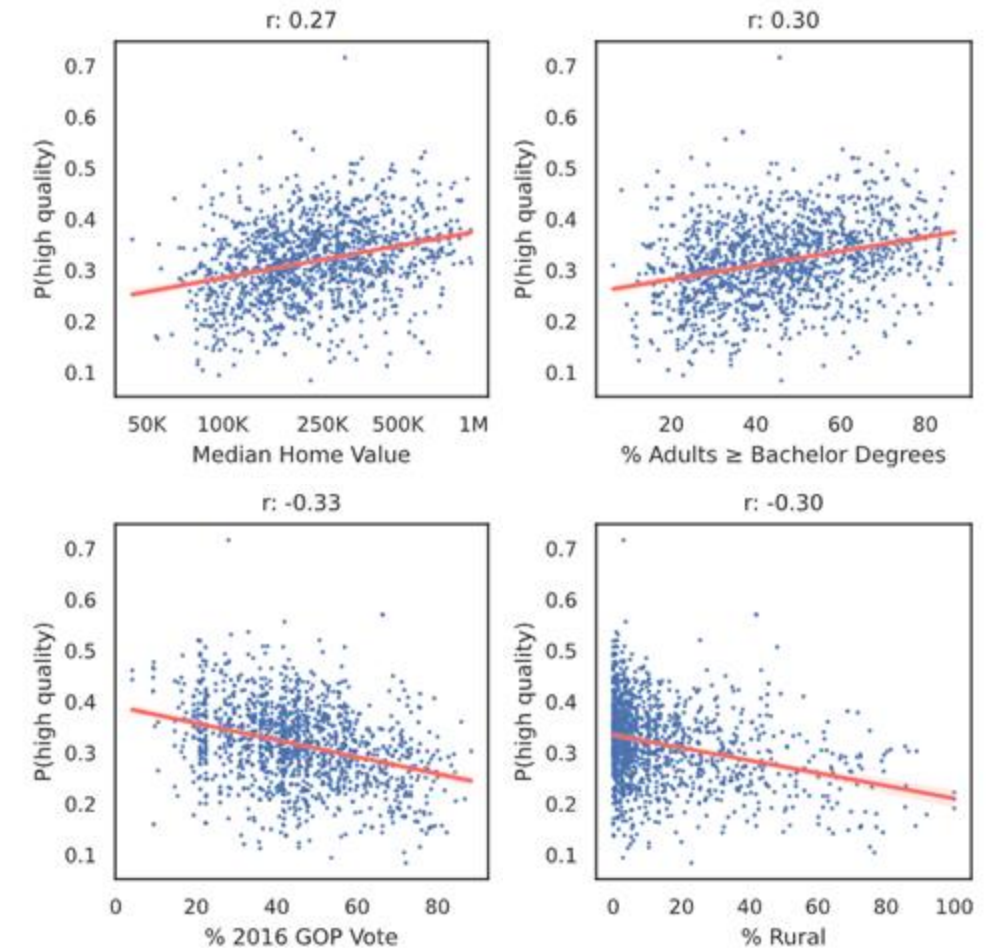 r: 0.27
r: 0.30
P(high quality)
0.7
0.6
0.5
0.4
0.3
0.2
0.1
50K 100K 250K 500K 1M
Median Home Value
P(high quality)
0.7
0.6
0.5
0.4
0.3
0.2
0.1
20 40 60 80
% Adults ≥ Bachelor Degrees
r: -0.33
r: -0.30
P(high quality)
0.7
0.6
0.5
0.4
0.3
0.2
0.1
0 20 40 60 80
% 2016 GOP Vote
P(high quality)
0.7
0.6
0.5
0.4
0.3
0.2
0.1
0 20 40 60 80 100
% Rural